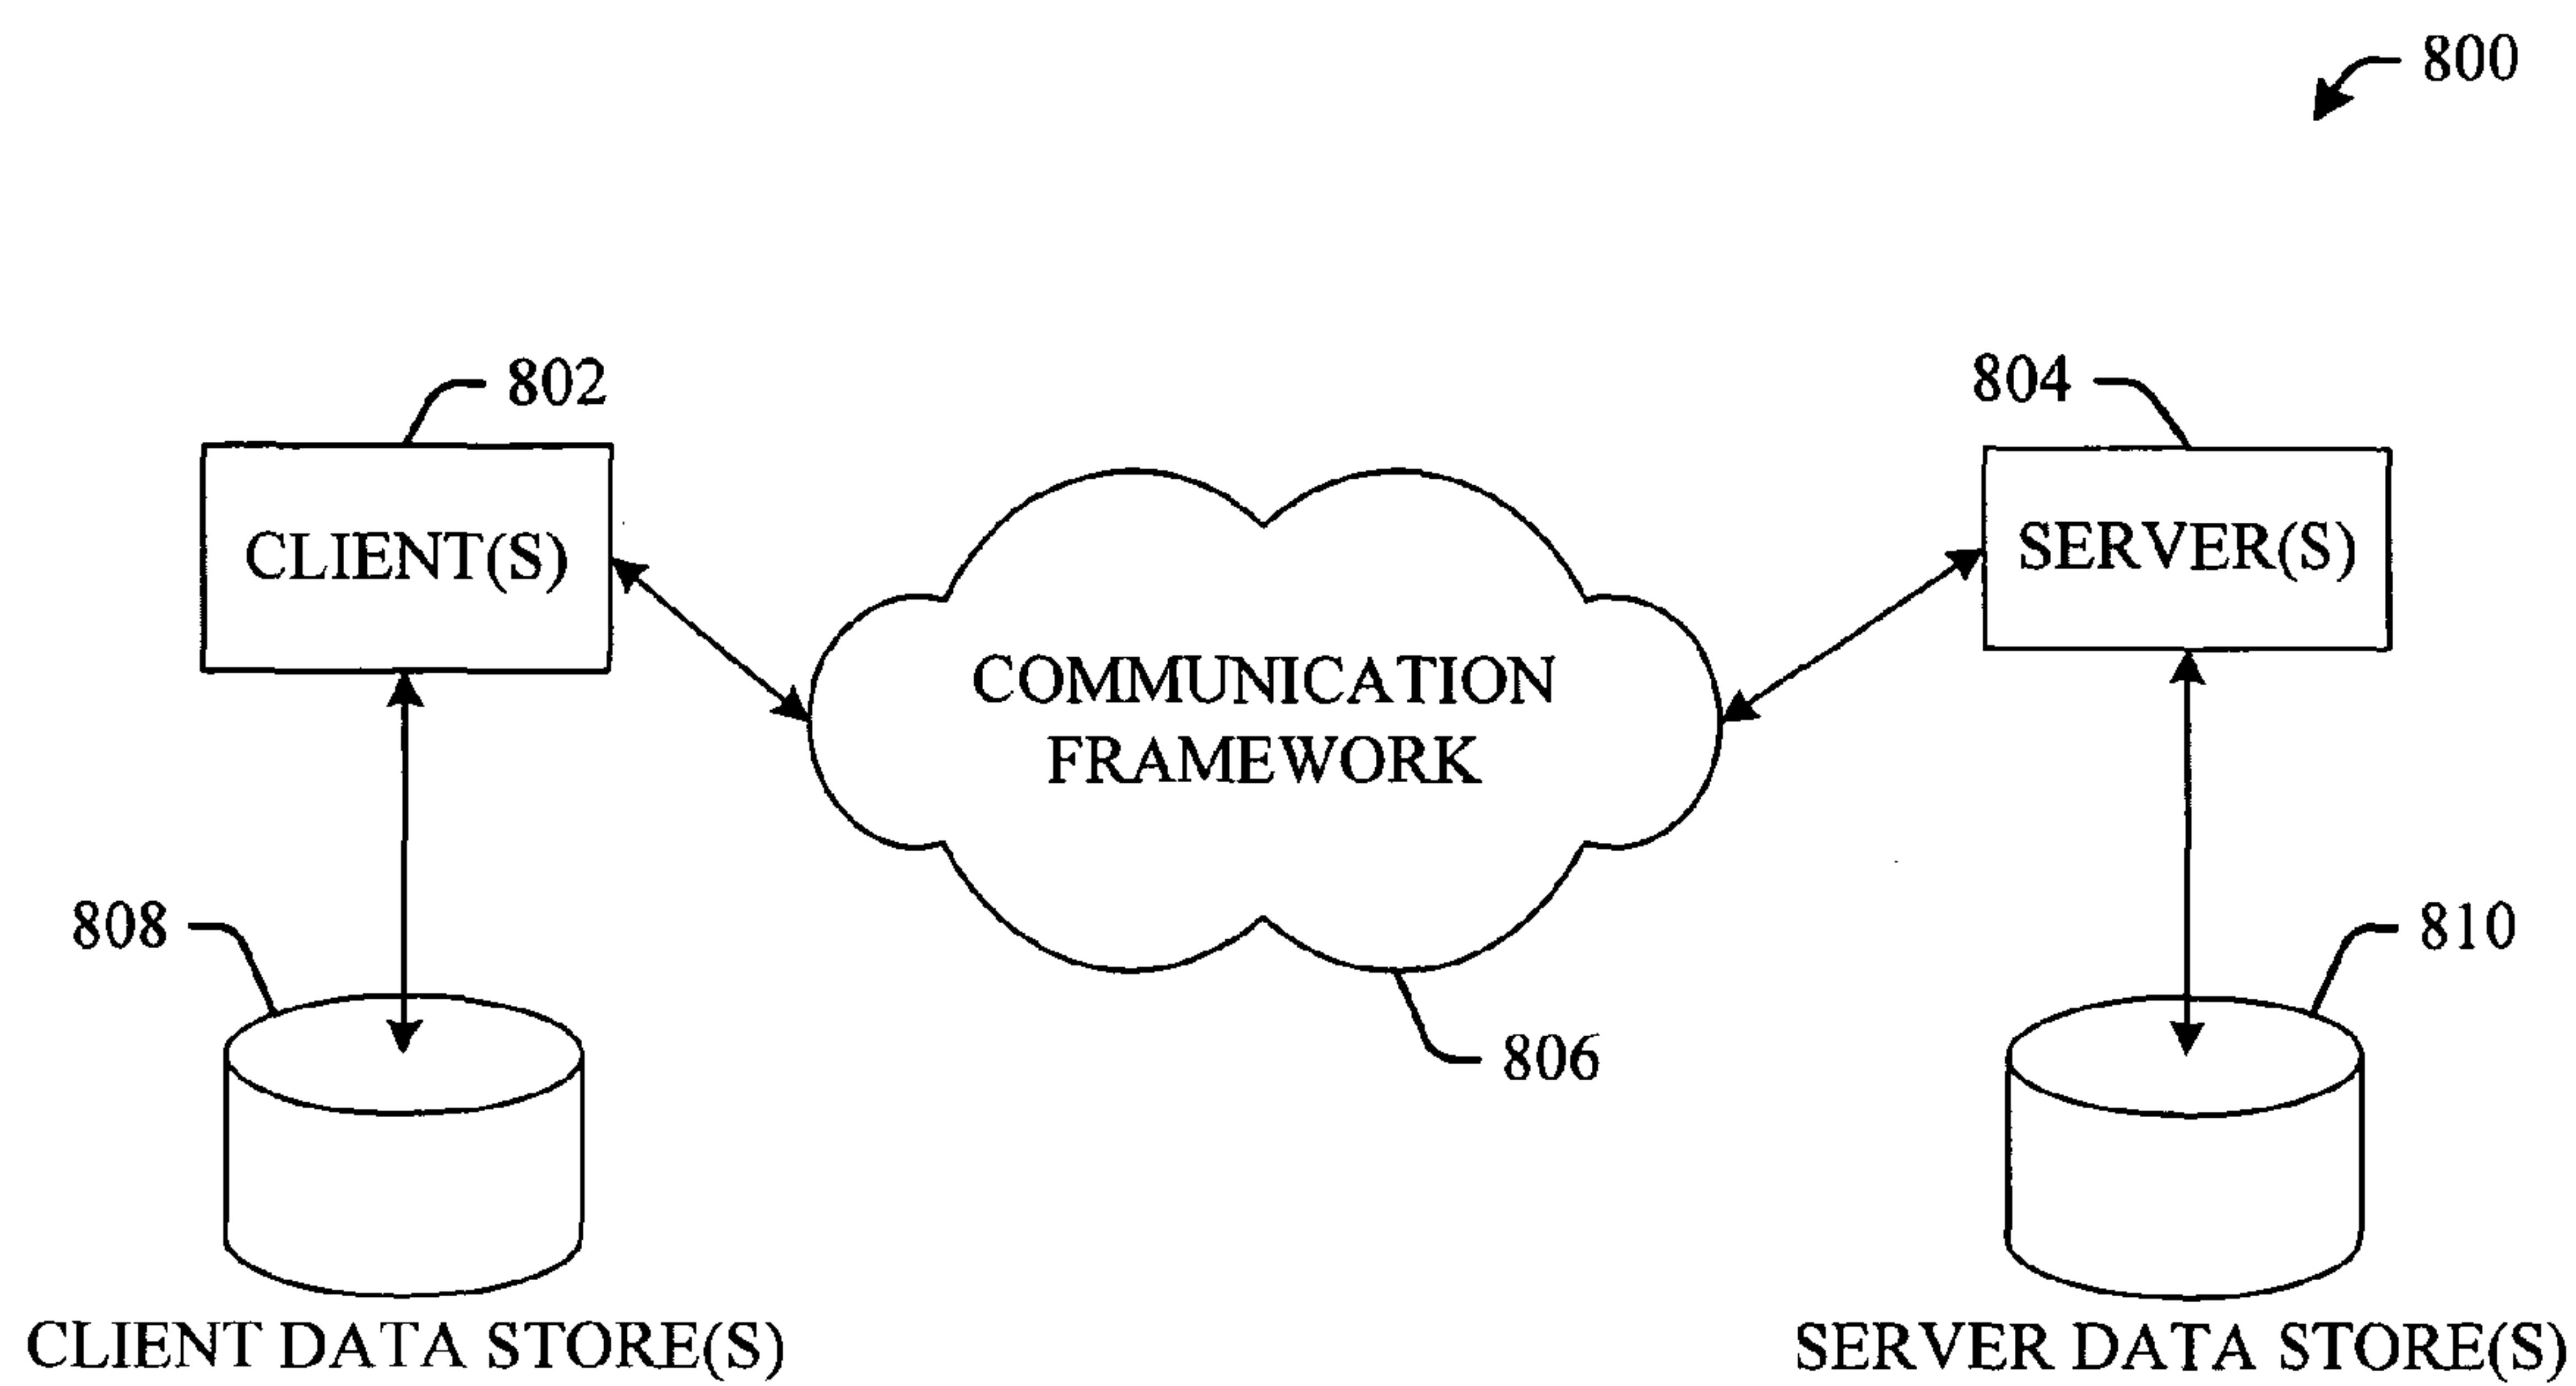 800
802
804
CLIENT(S)
SERVER(S)
COMMUNICATION
FRAMEWORK
808
810
806
CLIENT DATA STORE(S)
SERVER DATA STORE(S)